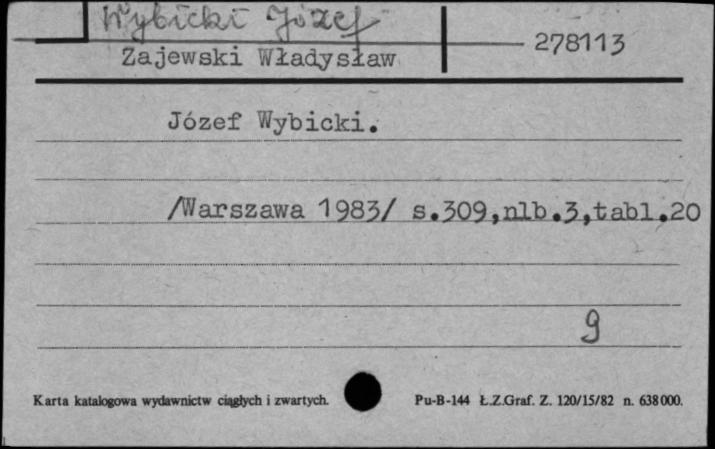 Wybicki Józef
278113
Zajewski Władysław
Józef Wybicki.
/Warszawa 1983/ s.309,nlb.3,tabl.20
9
Karta katalogowa wydawnictw ciągłych i zwartych.
Pu-B-144 Ł.Z.Graf. Z. 120/15/82 n. 638000.